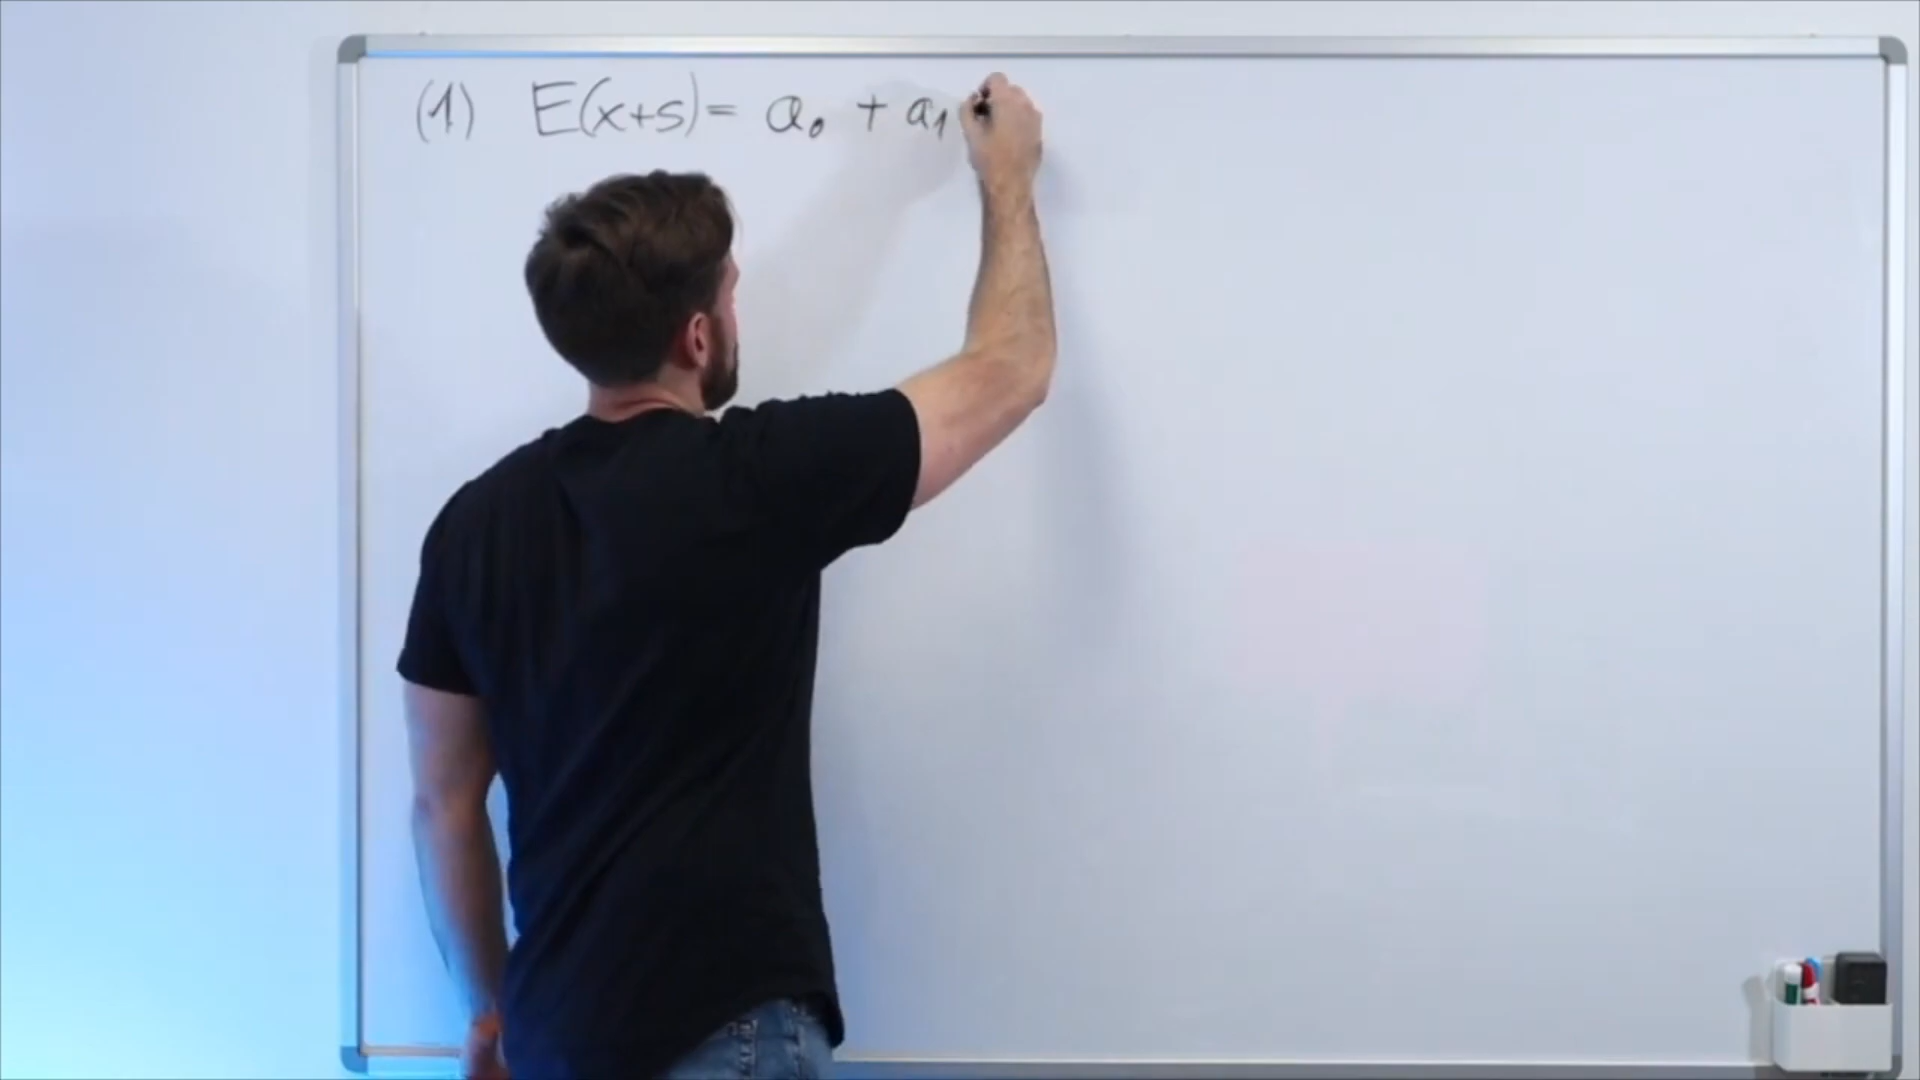 (1) E(x+s) = a₀ + a₁